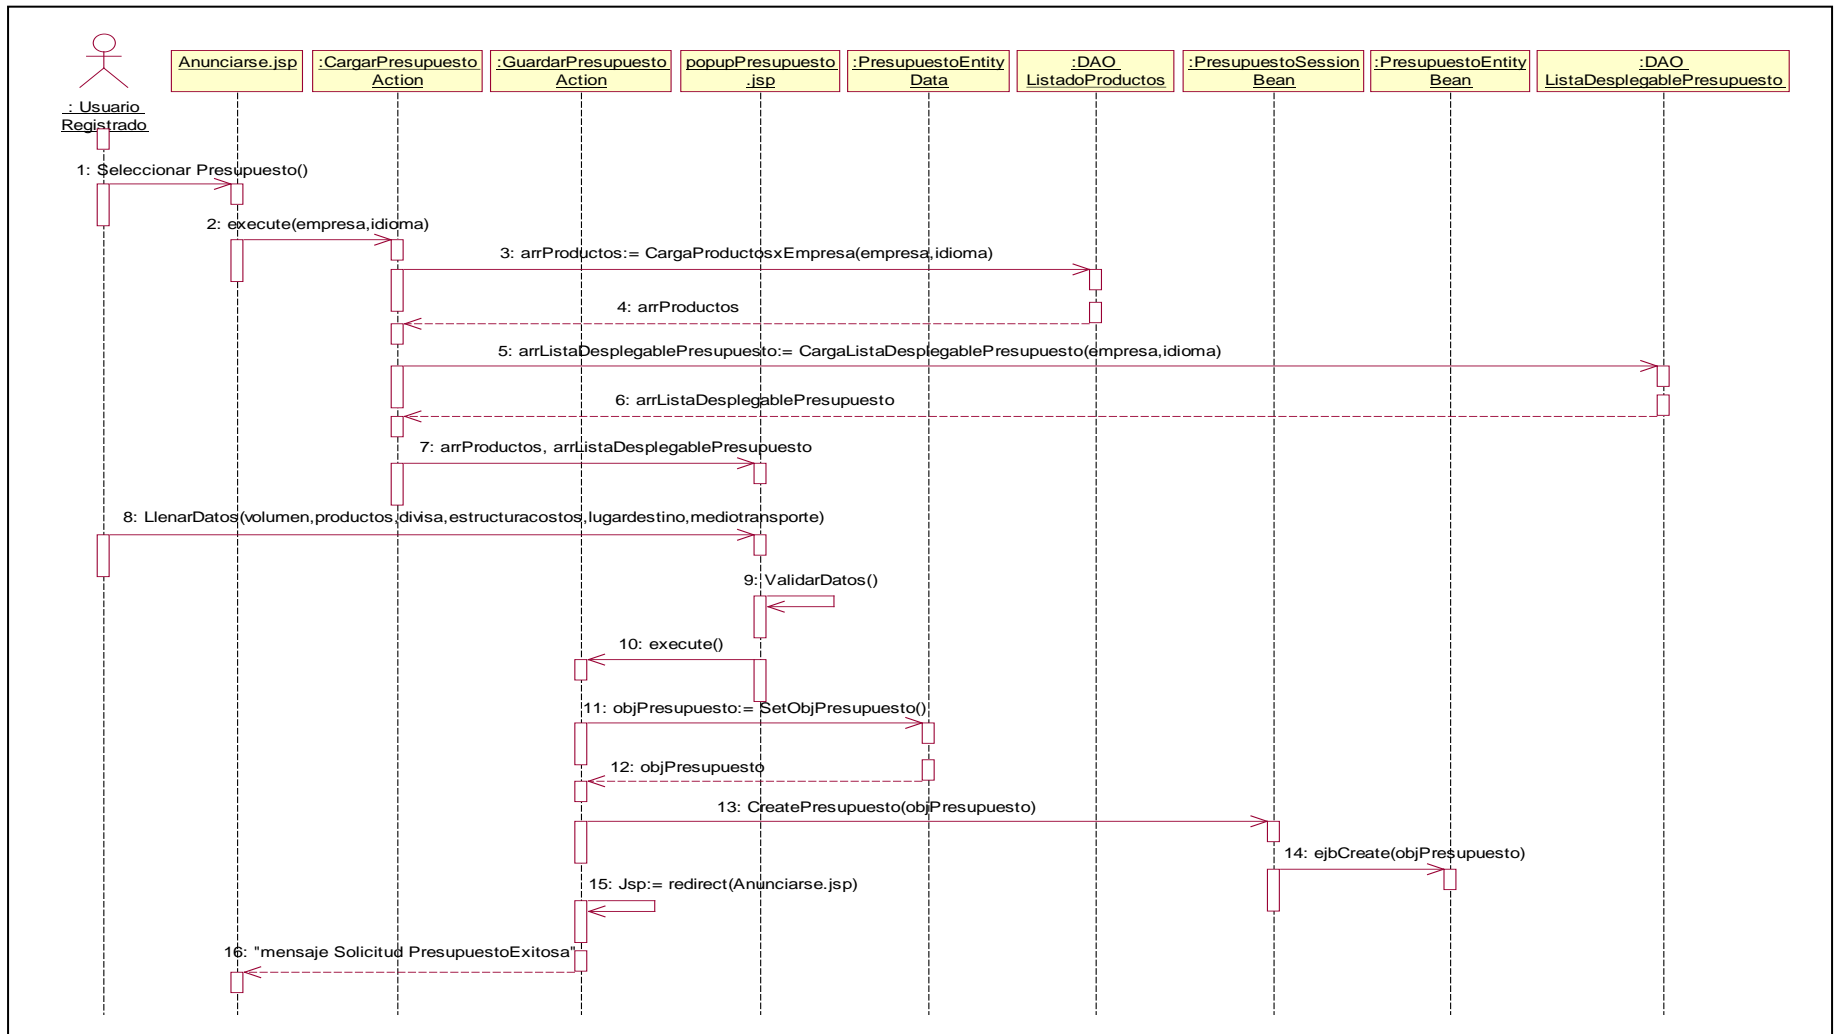 : Usuario
Registrado
Anunciarse.jsp
:CargarPresupuesto
Action
:GuardarPresupuesto
Action
popupPresupuesto
.jsp
:PresupuestoEntity
Data
:DAO
ListadoProductos
:PresupuestoSession
Bean
:PresupuestoEntity
Bean
:DAO
ListaDesplegablePresupuesto
1: Seleccionar Presupuesto()
2: execute(empresa,idioma)
3: arrProductos:= CargaProductosxEmpresa(empresa,idioma)
4: arrProductos
5: arrListaDesplegablePresupuesto:= CargaListaDesplegablePresupuesto(empresa,idioma)
6: arrListaDesplegablePresupuesto
7: arrProductos, arrListaDesplegablePresupuesto
8: LlenarDatos(volumen,productos,divisa,estructuracostos,lugardestino,mediotransporte)
9: ValidarDatos()
10: execute()
11: objPresupuesto:= SetObjPresupuesto()
12: objPresupuesto
13: CreatePresupuesto(objPresupuesto)
14: ejbCreate(objPresupuesto)
15: Jsp:= redirect(Anunciarse.jsp)
16: "mensaje Solicitud PresupuestoExitosa"